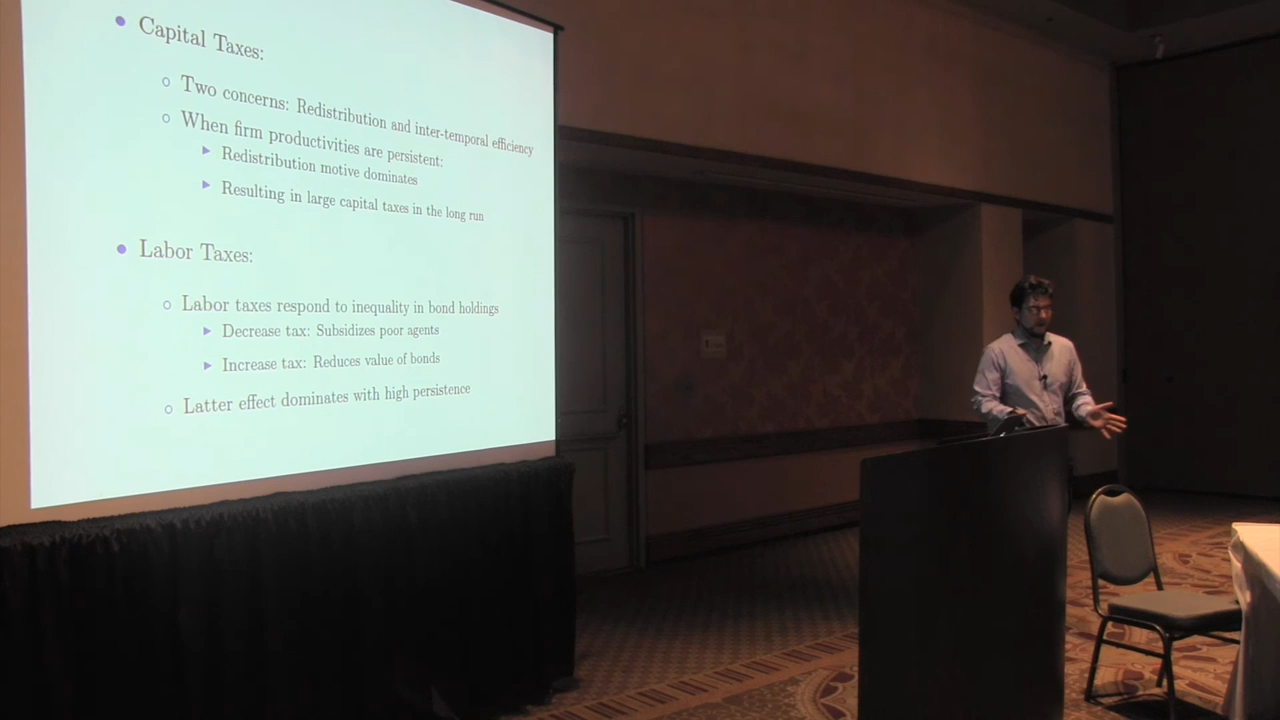 Capital Taxes:
Two concerns: Redistribution and inter-temporal efficiency
When firm productivities are persistent:
Redistribution motive dominates
Resulting in large capital taxes in the long run
Labor Taxes:
Labor taxes respond to inequality in bond holdings
Decrease tax: Subsidizes poor agents
Increase tax: Reduces value of bonds
Latter effect dominates with high persistence